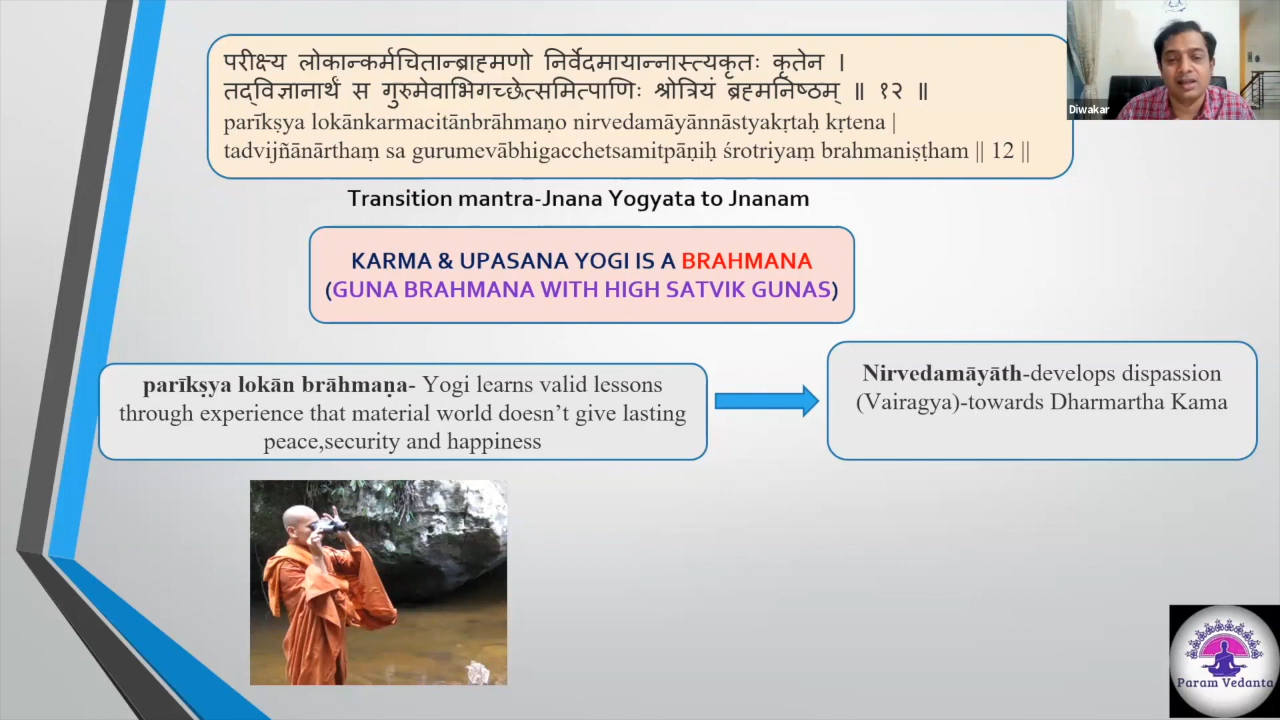 परीक्ष्य लोकान्कर्मचितान्ब्राह्मणो निर्वेदमायान्नास्त्यकृतः कृतेन ।
तद्विज्ञानार्थं स गुरुमेवाभिगच्छेत्समित्पाणिः श्रोत्रियं ब्रह्मनिष्ठम् ॥ १२ ॥
parīkṣya lokānkarmacitānbrāhmaṇo nirvedamāyānnāstyakṛtaḥ kṛtena |
tadvijñānārthaṃ sa gurumevābhigacchetsamitpāṇiḥ śrotriyaṃ brahmaniṣṭham || 12 ||
Diwakar
Transition mantra-Jnana Yogyata to Jnanam
KARMA & UPASANA YOGI IS A BRAHMANA
(GUNA BRAHMANA WITH HIGH SATVIK GUNAS)
parīkṣya lokān brāhmaṇa- Yogi learns valid lessons
through experience that material world doesn't give lasting
peace,security and happiness
Nirvedamāyāth-develops dispassion
(Vairagya)-towards Dharmartha Kama
Param Vedanta